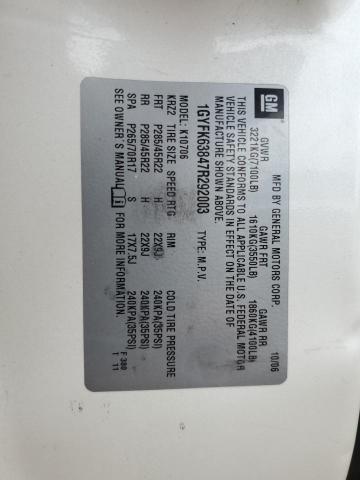 GM
MFD BY GENERAL MOTORS CORP.
10/06
GVWR GAWR FRT GAWR RR
3221KG(7100LB) 1610KG(3550LB) 1860KG(4100LB)
THIS VEHICLE CONFORMS TO ALL APPLICABLE U.S. FEDERAL MOTOR
VEHICLE SAFETY STANDARDS IN EFFECT ON THE DATE OF
MANUFACTURE SHOWN ABOVE.
1GYFK63847R292003 TYPE: M.P.V.
MODEL: K10706
KRZ2 TIRE SIZE SPEED RTG RIM COLD TIRE PRESSURE
FRT P285/45R22 H 22X9J 240KPA(35PSI)
RR P285/45R22 H 22X9J 240KPA(35PSI)
SPA P265/70R17 S 17X7.5J 240KPA(35PSI)
SEE OWNER'S MANUAL
F 380
1 11